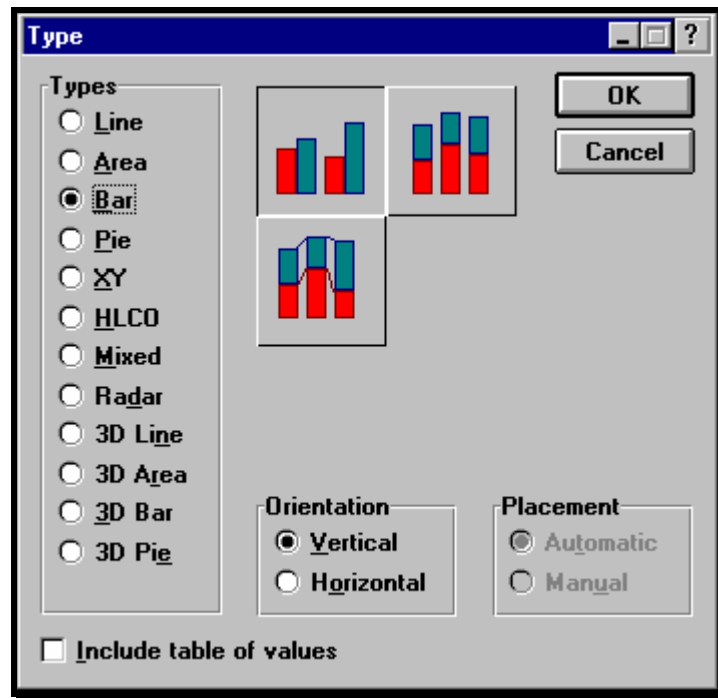 Type
?
Types
Line
Area
Bar
Pie
XY
HLCO
Mixed
Radar
3D Line
3D Area
3D Bar
3D Pie
OK
Cancel
Orientation
Vertical
Horizontal
Placement
Automatic
Manual
Include table of values